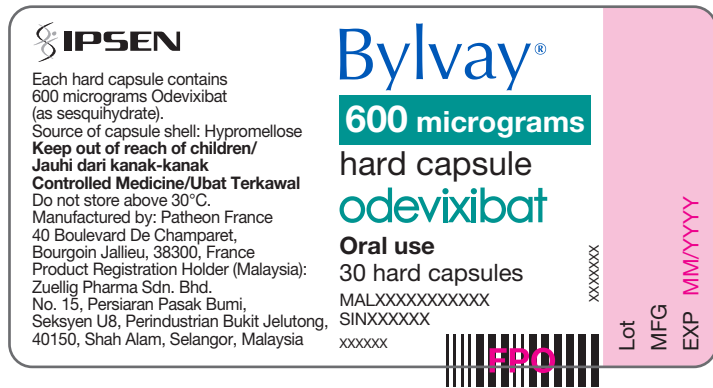 IPSEN
Each hard capsule contains
600 micrograms Odevixibat
(as sesquihydrate).
Source of capsule shell: Hypromellose
Keep out of reach of children/
Jauhi dari kanak-kanak
Controlled Medicine/Ubat Terkawal
Do not store above 30°C.
Manufactured by: Patheon France
40 Boulevard De Champaret,
Bourgoin Jallieu, 38300, France
Product Registration Holder (Malaysia):
Zuellig Pharma Sdn. Bhd.
No. 15, Persiaran Pasak Bumi,
Seksyen U8, Perindustrian Bukit Jelutong,
40150, Shah Alam, Selangor, Malaysia
Bylvay®
600 micrograms
hard capsule
odevixibat
Oral use
30 hard capsules
MALXXXXXXXXXXX
SINXXXXXX
XXXXXX
FPO
XXXXXXXX
Lot
MFG
EXP MM/YYYY